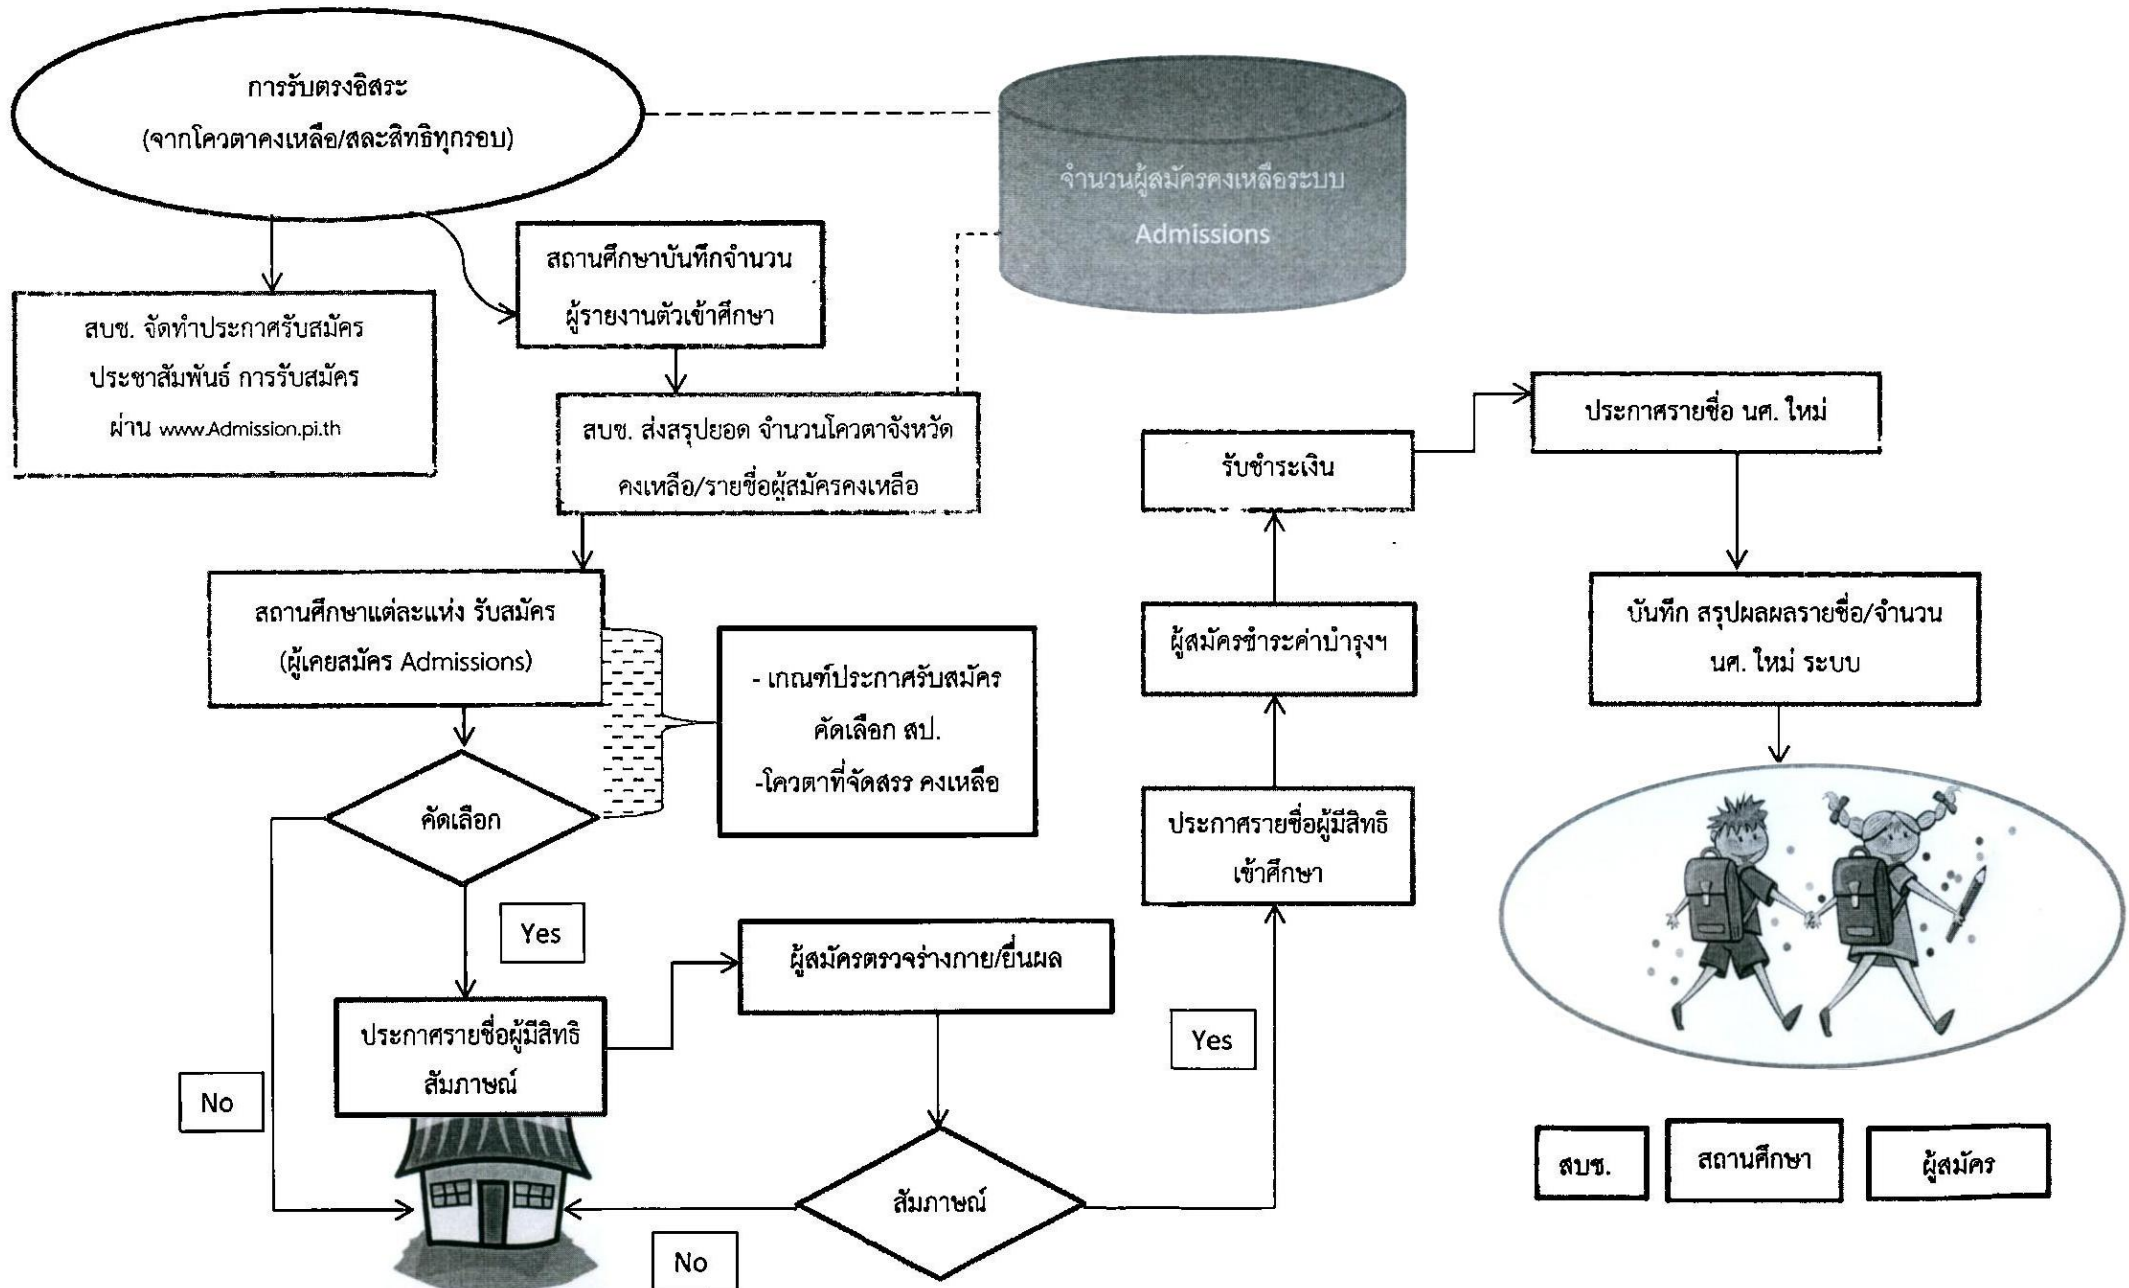 การรับตรงอิสระ
(จากโควตาคงเหลือ/สละสิทธิทุกรอบ)
จำนวนผู้สมัครคงเหลือระบบ
Admissions
สถานศึกษาบันทึกจำนวน
ผู้รายงานตัวเข้าศึกษา
สบช. จัดทำประกาศรับสมัคร
ประชาสัมพันธ์ การรับสมัคร
ผ่าน www.Admission.pi.th
สบช. ส่งสรุปยอด จำนวนโควตาจังหวัด
คงเหลือ/รายชื่อผู้สมัครคงเหลือ
สถานศึกษาแต่ละแห่ง รับสมัคร
(ผู้เคยสมัคร Admissions)
- เกณฑ์ประกาศรับสมัคร
คัดเลือก สป.
-โควตาที่จัดสรร คงเหลือ
คัดเลือก
Yes
No
ประกาศรายชื่อผู้มีสิทธิ
สัมภาษณ์
ผู้สมัครตรวจร่างกาย/ยื่นผล
สัมภาษณ์
No
Yes
ประกาศรายชื่อผู้มีสิทธิ
เข้าศึกษา
ผู้สมัครชำระค่าบำรุงฯ
รับชำระเงิน
ประกาศรายชื่อ นศ. ใหม่
บันทึก สรุปผลผลรายชื่อ/จำนวน
นศ. ใหม่ ระบบ
สบช.
สถานศึกษา
ผู้สมัคร